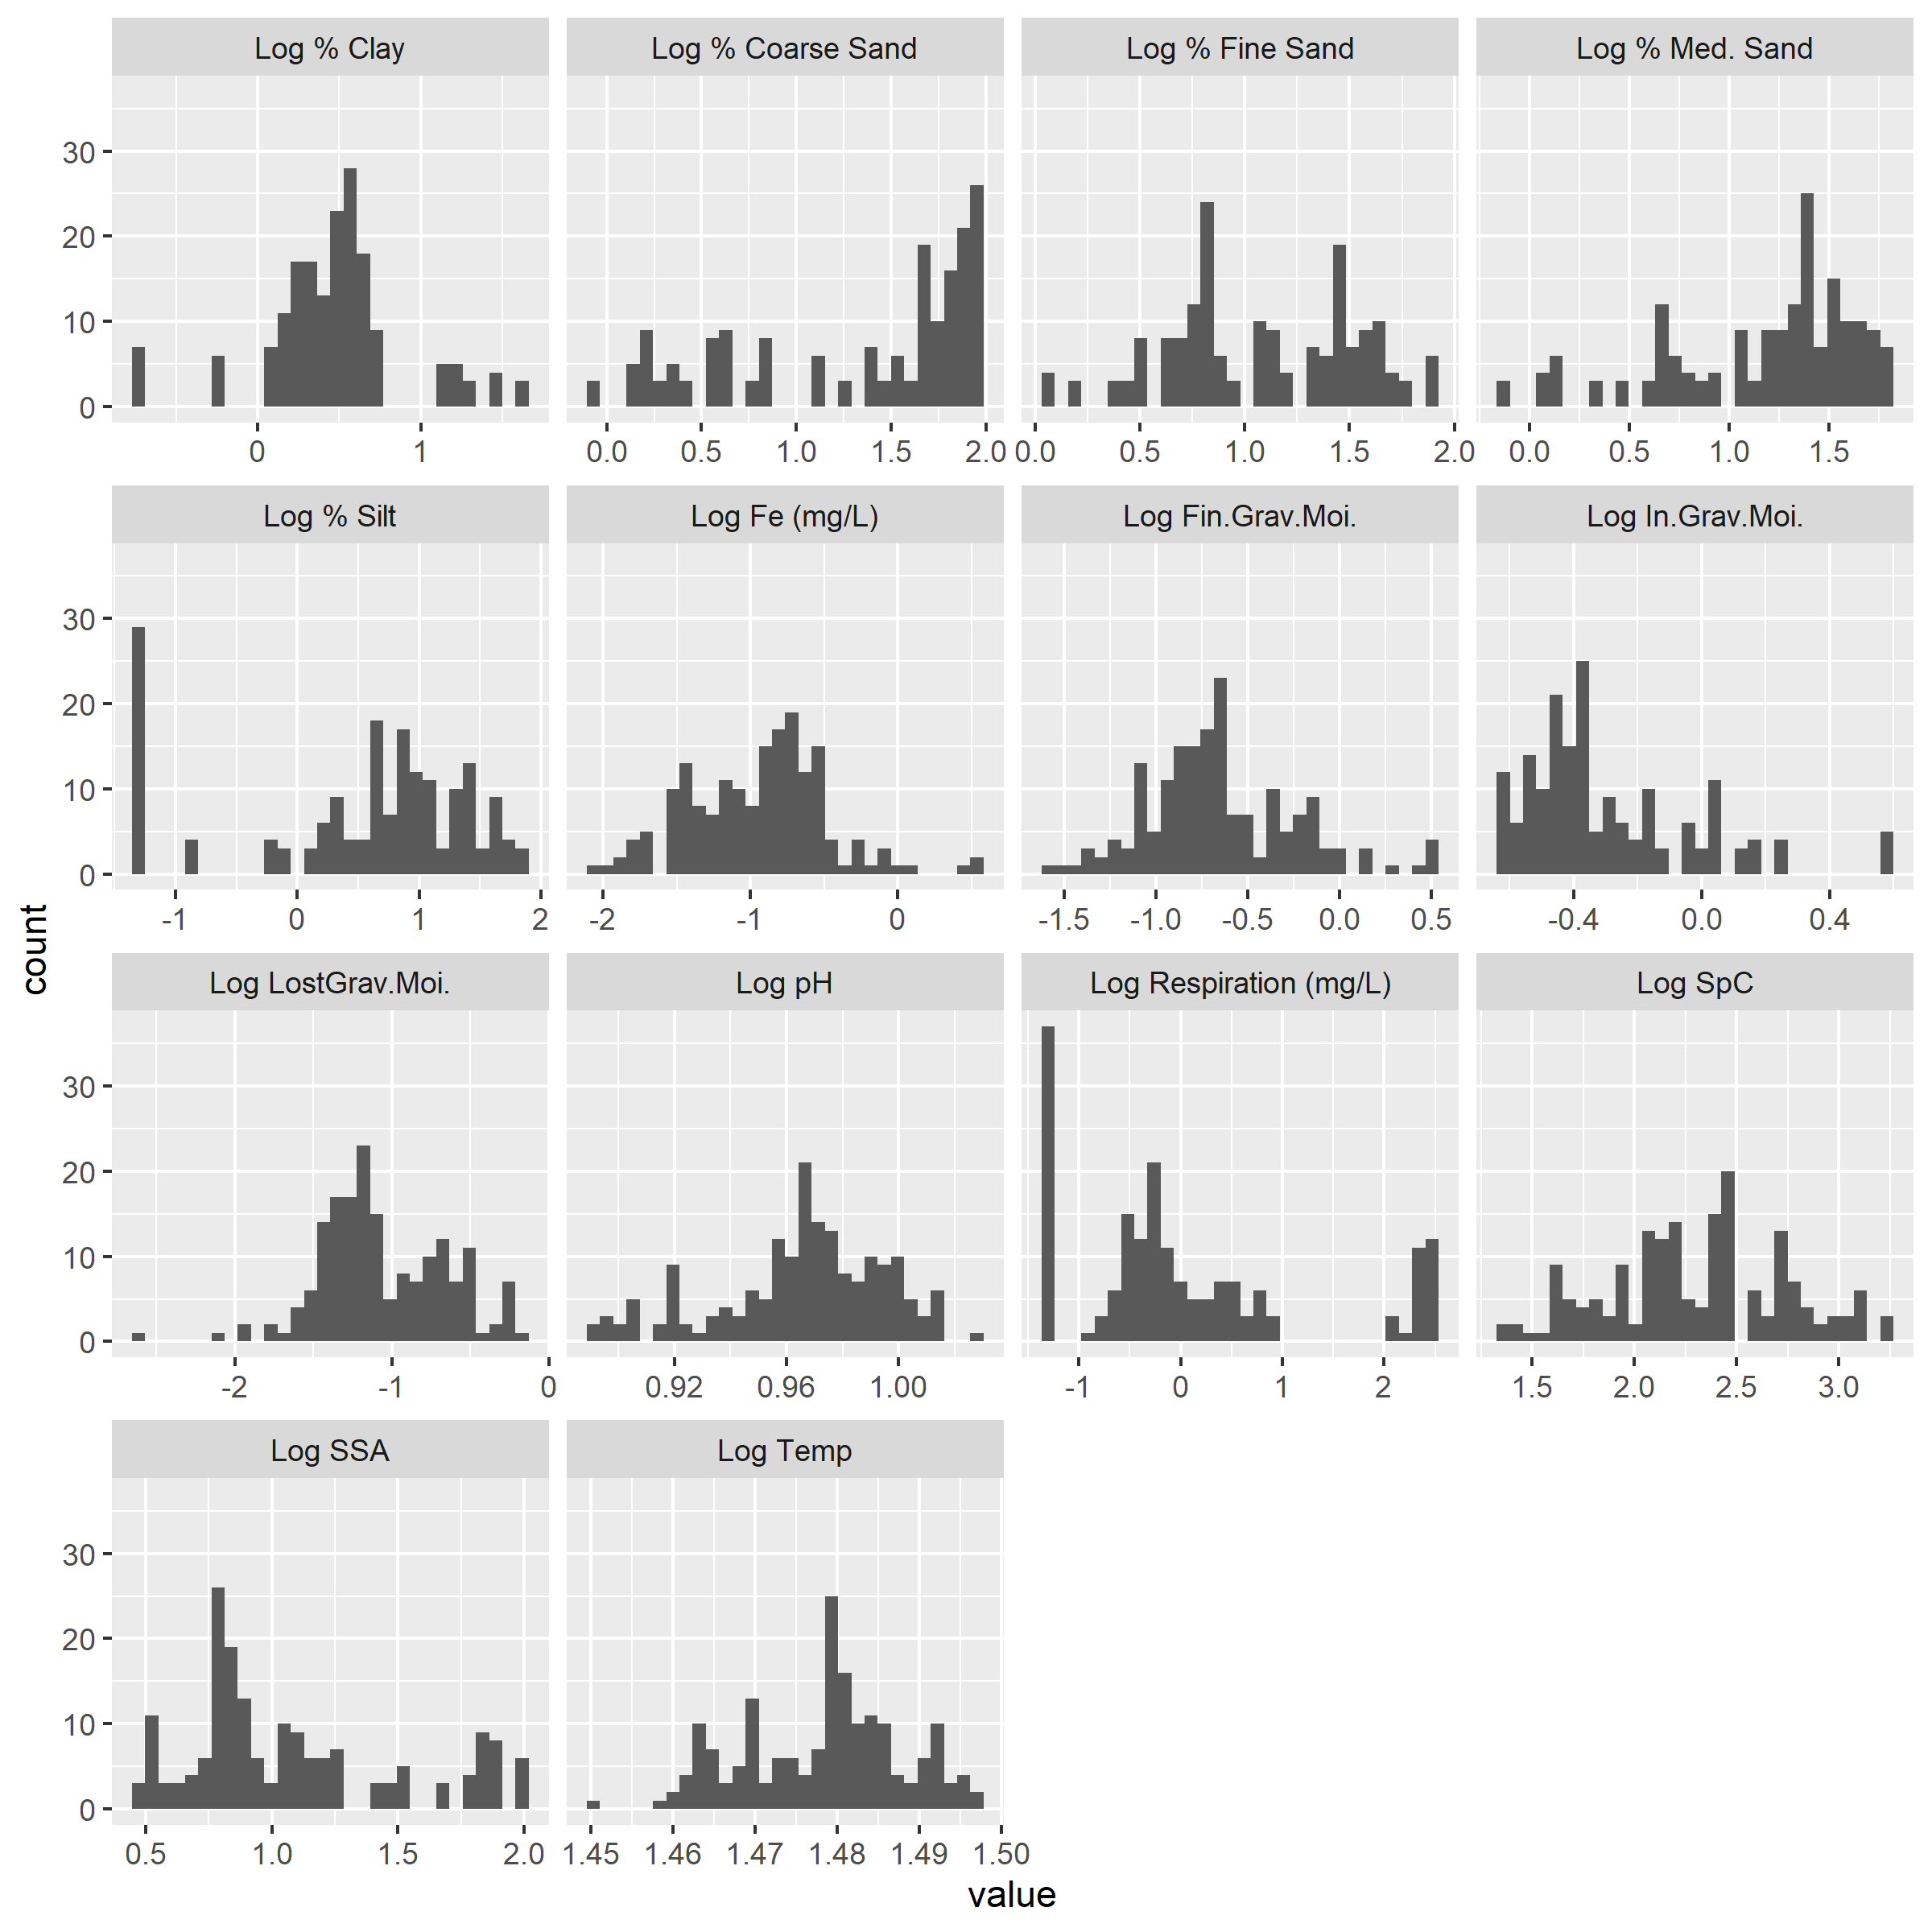 Log % Clay Log % Coarse Sand Log % Fine Sand Log % Med. Sand
30
20
10
0
0 1 0.0 0.5 1.0 1.5 2.0 0.0 0.5 1.0 1.5 2.0 0.0 0.5 1.0 1.5
Log % Silt Log Fe (mg/L) Log Fin.Grav.Moi. Log In.Grav.Moi.
30
20
10
0
-1 0 1 2 -2 -1 0 -1.5 -1.0 -0.5 0.0 0.5 -0.4 0.0 0.4
count
Log LostGrav.Moi. Log pH Log Respiration (mg/L) Log SpC
30
20
10
0
-2 -1 0 0.92 0.96 1.00 -1 0 1 2 1.5 2.0 2.5 3.0
Log SSA Log Temp
30
20
10
0
0.5 1.0 1.5 2.0 1.45 1.46 1.47 1.48 1.49 1.50
value